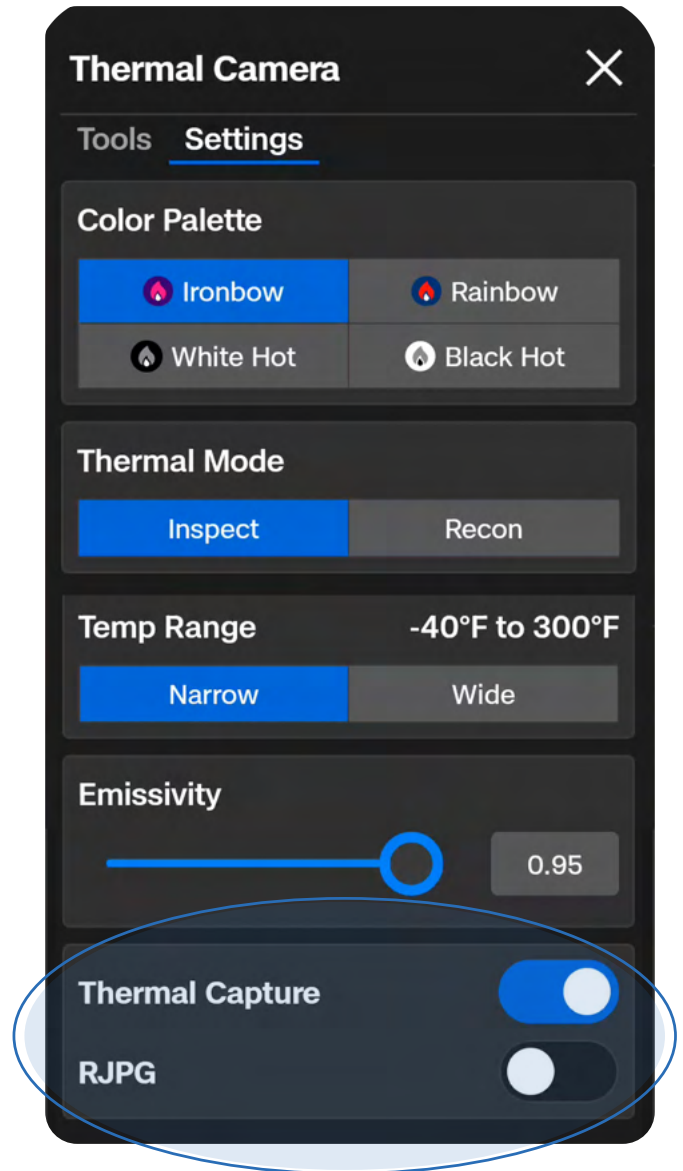 Thermal Camera
Tools Settings
Color Palette
Ironbow Rainbow
White Hot Black Hot
Thermal Mode
Inspect Recon
Temp Range -40°F to 300°F
Narrow Wide
Emissivity
0.95
Thermal Capture
RJPG